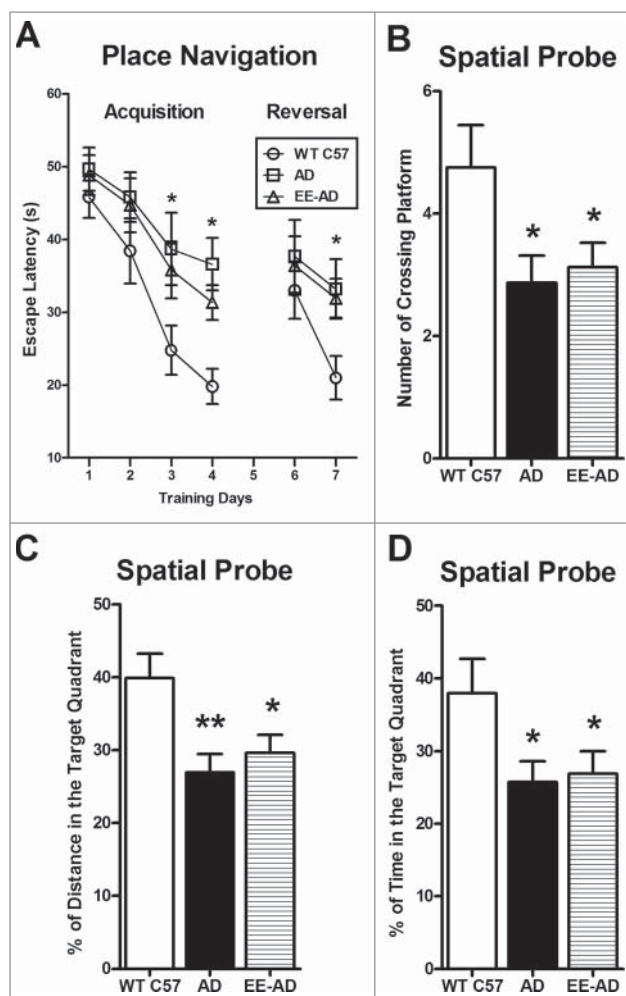 A
Place Navigation
Acquisition
Reversal
WT C57
AD
EE-AD
*
*
*
Escape Latency (s)
60
50
40
30
20
10
1 2 3 4 5 6 7
Training Days
B
Spatial Probe
Number of Crossing Platform
6
4
2
0
*
*
WT C57 AD EE-AD
C
Spatial Probe
% of Distance in the Target Quadrant
50
40
30
20
10
0
**
*
WT C57 AD EE-AD
D
Spatial Probe
% of Time in the Target Quadrant
50
40
30
20
10
0
*
*
WT C57 AD EE-AD